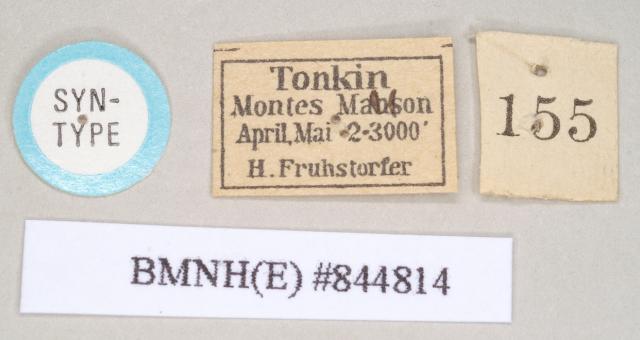 SYN-
TYPE
Tonkin
Montes Mauson
April, Mai 2-3000'
H. Fruhstorfer
155
BMNH(E) #844814